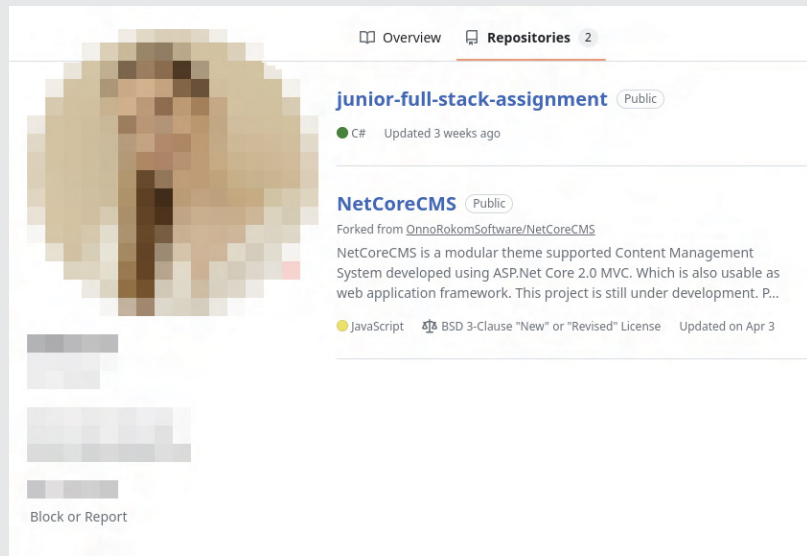 Overview Repositories 2
junior-full-stack-assignment Public
C# Updated 3 weeks ago
NetCoreCMS Public
Forked from OnnoRokomSoftware/NetCoreCMS
NetCoreCMS is a modular theme supported Content Management
System developed using ASP.Net Core 2.0 MVC. Which is also usable as
web application framework. This project is still under development. P...
JavaScript BSD 3-Clause "New" or "Revised" License Updated on Apr 3
Block or Report